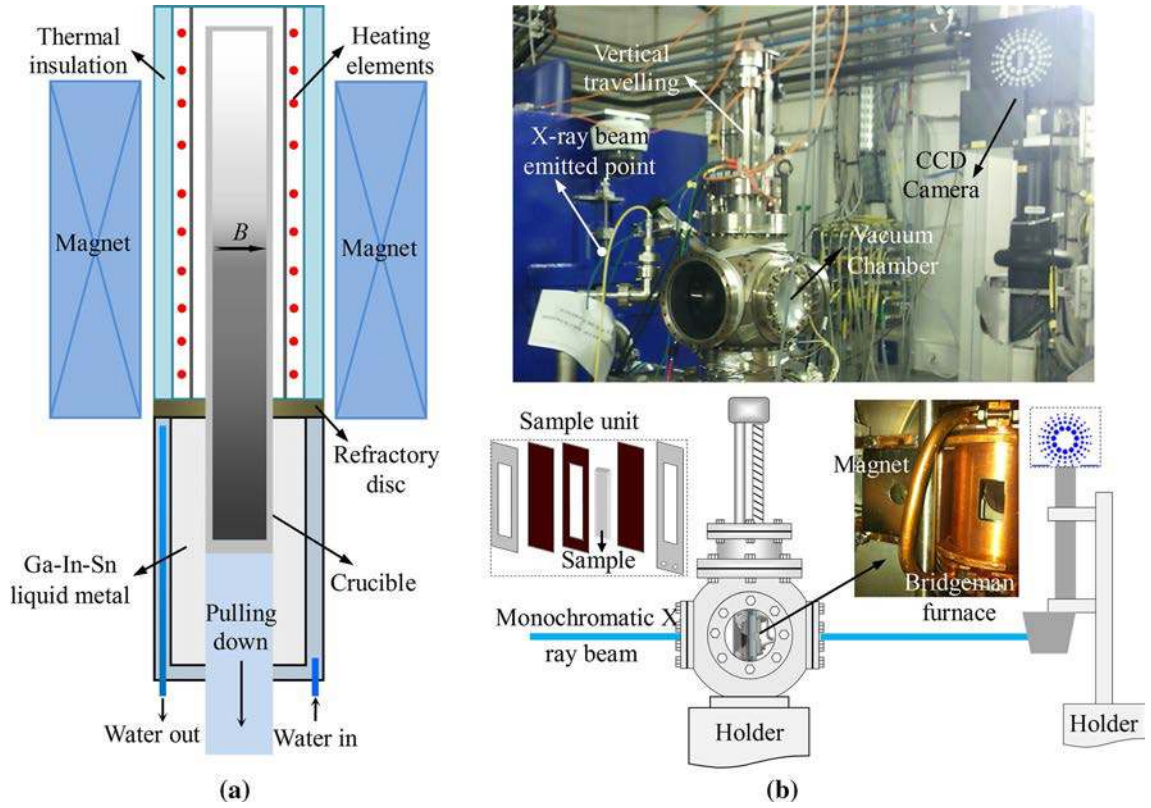 Thermal
insulation
Heating
elements
Magnet
B
Magnet
Refractory
disc
Ga-In-Sn
liquid metal
Crucible
Pulling
down
Water out
Water in
(a)
Vertical
travelling
X-ray beam
emitted point
CCD
Camera
Vacuum
Chamber
Sample unit
Sample
Magnet
Bridgeman
furnace
Monochromatic X
ray beam
Holder
Holder
(b)